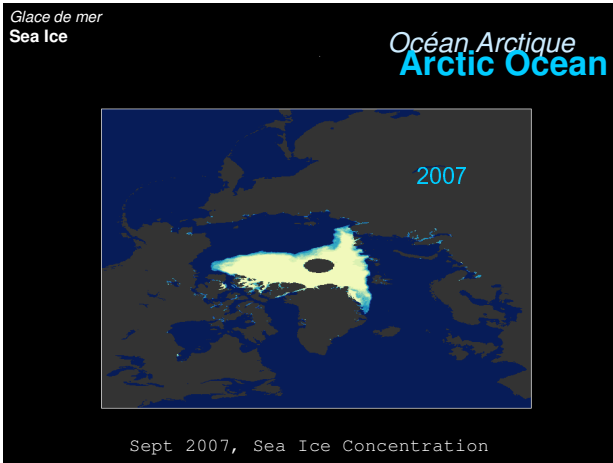 Glace de mer
Sea Ice
Océan Arctique
Arctic Ocean
2007
Sept 2007, Sea Ice Concentration